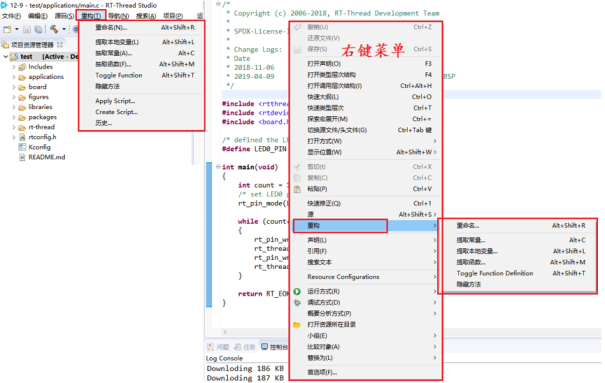 12-9 - test/applications/main.c - RT-Thread Studio
文件(F) 编辑(E) 源码(S) 重构(T) 导航(N) 搜索(A) 项目(P)
项目资源管理器
test [Active - De
Includes
applications
board
figures
libraries
packages
rt-thread
rtconfig.h
Kconfig
README.md
重命名(N)... Alt+Shift+R
提取本地变量(L) Alt+Shift+L
抽取常量(A)... Alt+C
抽取函数(F)... Alt+Shift+M
Toggle Function Alt+Shift+T
隐藏方法
Apply Script...
Create Script...
历史...
/*
* Copyright (c) 2006-2018, RT-Thread Development Team
*
* SPDX-License-I
*
* Change Logs:
* Date
* 2018-11-06
* 2019-04-09 BSP
*/
#include <rtthre
#include <rtdevi
#include <board.h
/* defined the LE
#define LED0_PIN
int main(void)
{
int count = 1
/* set LED0 p
rt_pin_mode(L
while (count+
{
rt_pin_wr
rt_thread
rt_pin_wr
rt_thread
}
return RT_EOK
}
右键菜单
撤销(U) Ctrl+Z
还原文件(V)
保存(S) Ctrl+S
打开声明(O) F3
打开类型层次结构 F4
打开调用层次结构(I) Ctrl+Alt+H
快速大纲(L) Ctrl+O
快速类型层次 Ctrl+T
探索宏展开(M) Ctrl+=
切换源文件/头文件(G) Ctrl+Tab 键
打开方式(W)
显示位置(W) Alt+Shift+W
剪切(t) Ctrl+X
复制(C) Ctrl+C
粘贴(P) Ctrl+V
快速修正(Q) Ctrl+1
源 Alt+Shift+S
重构
声明(L)
引用(F)
搜索文本
Resource Configurations
运行方式(R)
调试方式(D)
概要分析方式(P)
打开资源所在目录
小组(E)
比较对象(A)
替换为(L)
首选项(F)...
重命名... Alt+Shift+R
提取常量... Alt+C
提取本地变量... Alt+Shift+L
提取函数... Alt+Shift+M
Toggle Function Definition Alt+Shift+T
隐藏方法
问题 任务 控制台
Log Console
Downloding 186 KB
Downloding 187 KB